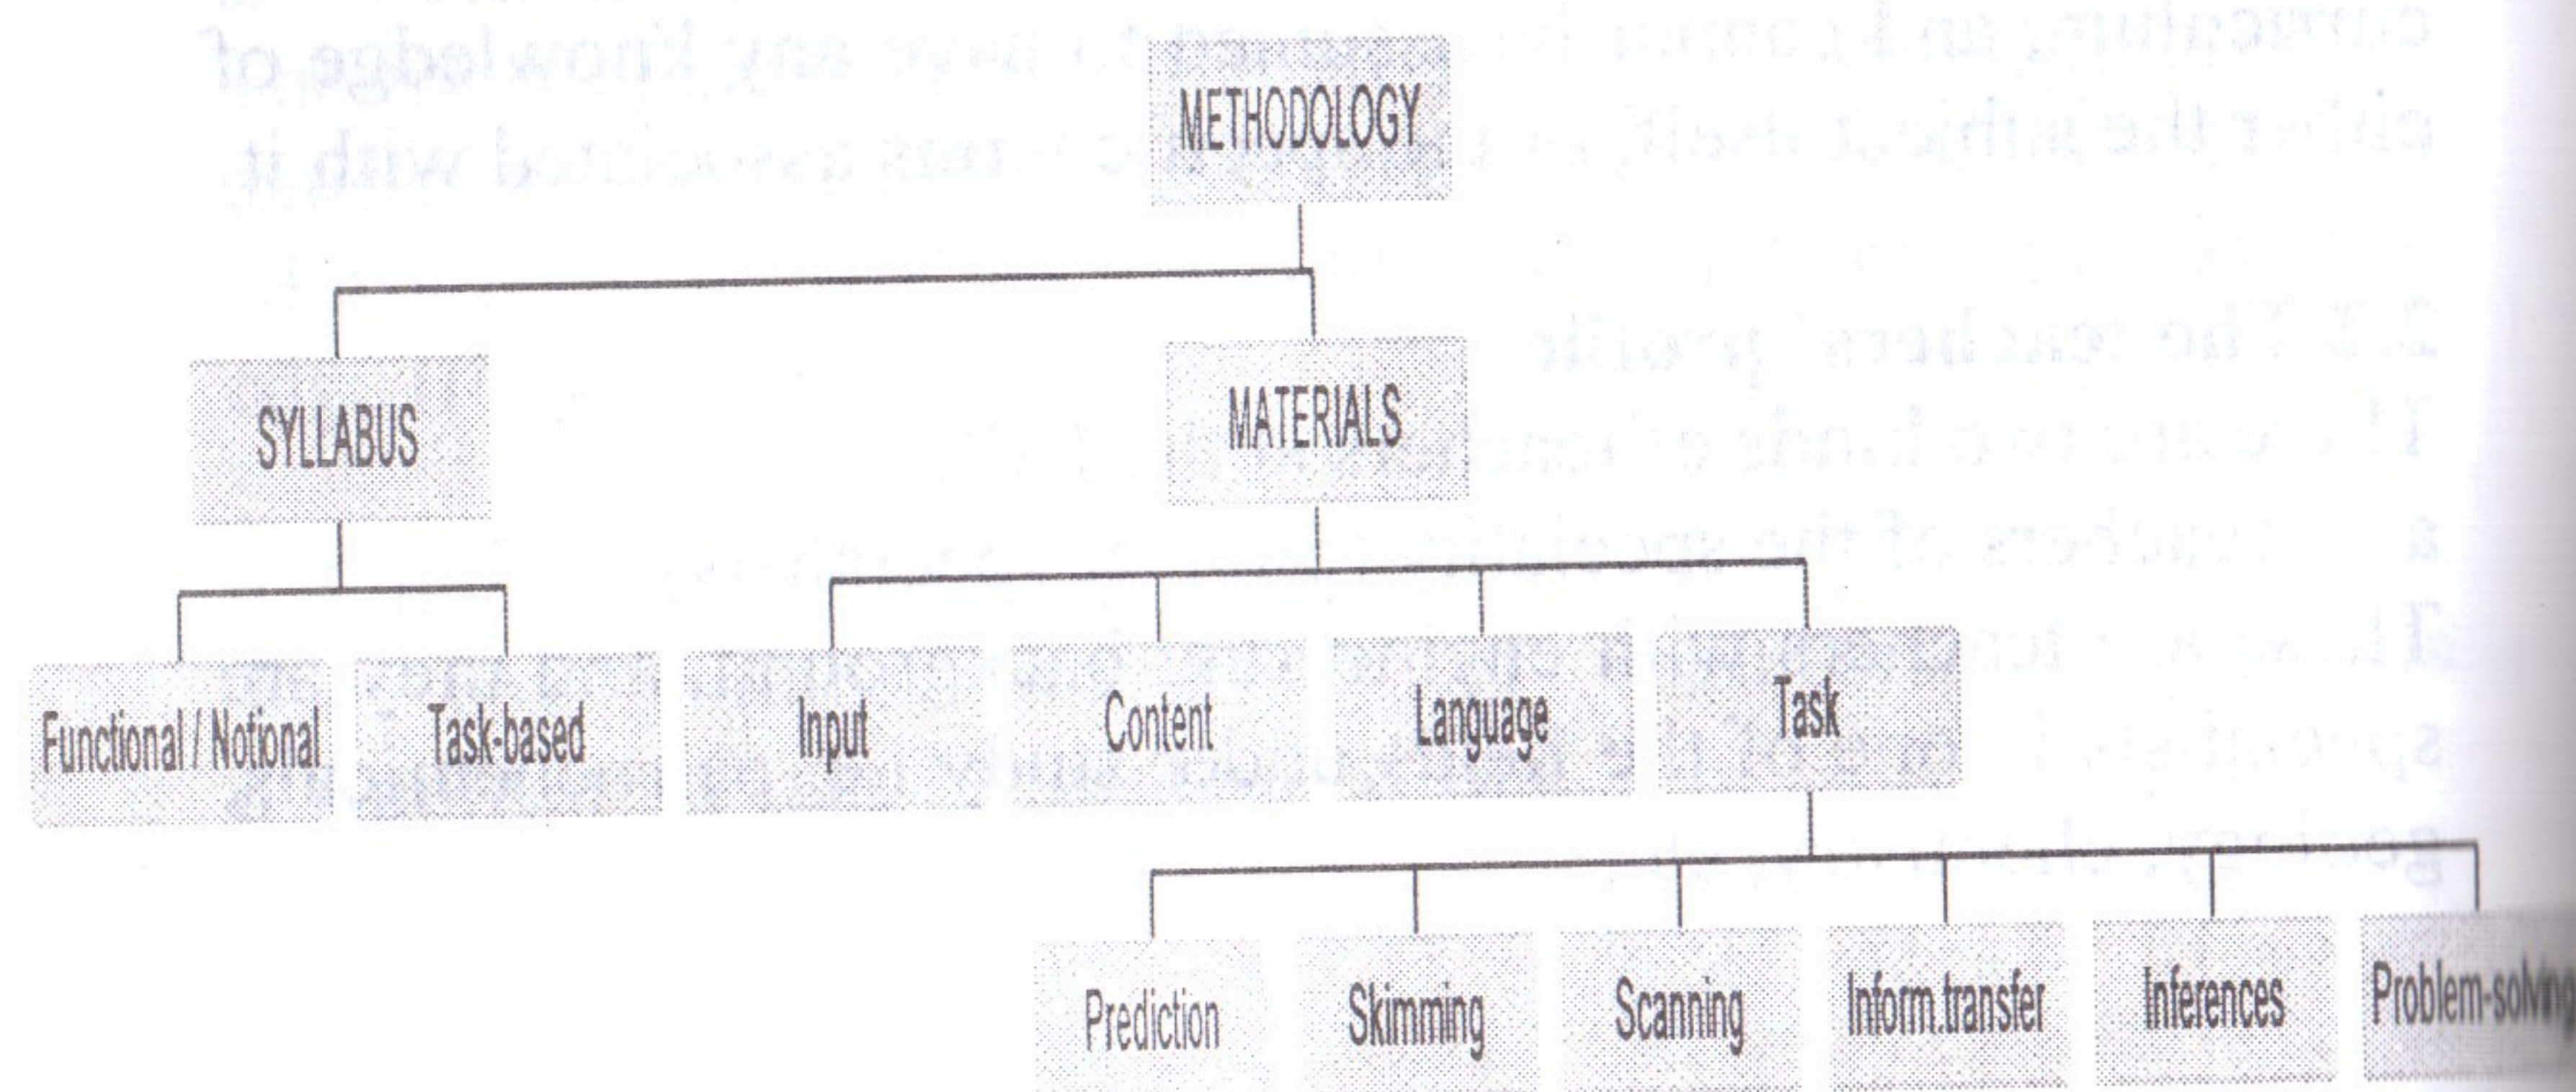 METHODOLOGY
SYLLABUS
MATERIALS
Functional / Notional
Task-based
Input
Content
Language
Task
Prediction
Skimming
Scanning
Inform.transfer
Inferences
Problem-solving